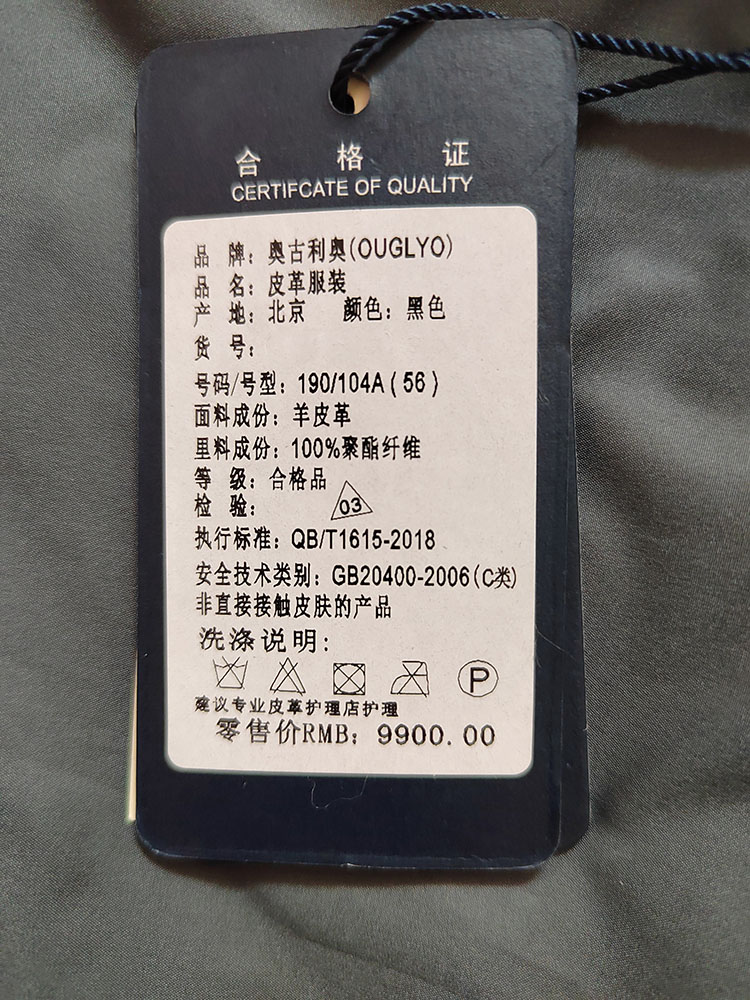 合格证
CERTIFCATE OF QUALITY
品 牌：奥古利奥(OUGLYO)
品 名：皮革服装
产 地：北京 颜色：黑色
货 号：
号码/号型：190/104A(56)
面料成份：羊皮革
里料成份：100%聚酯纤维
等 级：合格品
检 验： 03
执行标准：QB/T1615-2018
安全技术类别：GB20400-2006(C类)
非直接接触皮肤的产品
洗涤说明:
P
建议专业皮革护理店护理
零售价RMB：9900.00